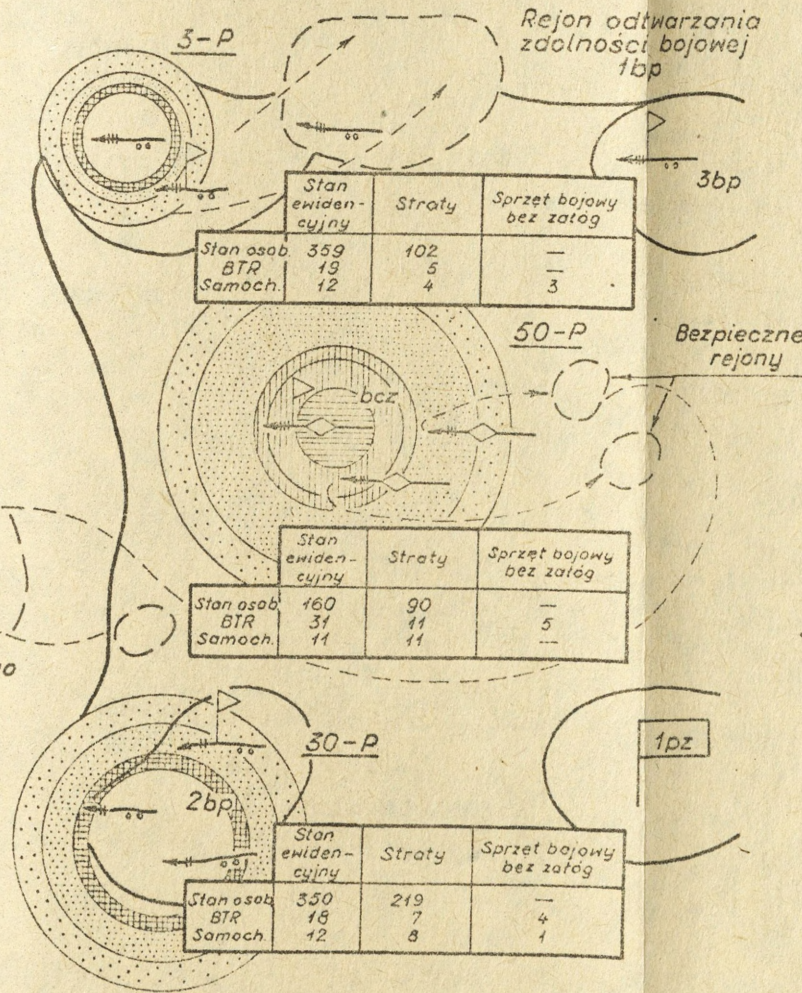 3-P
Rejon odtwarzania
zdolności bojowej
1bp
3bp
Stan
ewiden-
cyjny
Straty
Sprzęt bojowy
bez załóg
Stan osob. 359 102 —
BTR 19 5 —
Samoch. 12 4 3
50-P
Bezpieczne
rejony
bcz
Stan
ewiden-
cyjny
Straty
Sprzęt bojowy
bez załóg
Stan osob. 160 90 —
BTR 31 11 5
Samoch. 11 11 —
30-P
1pz
2bp
Stan
ewiden-
cyjny
Straty
Sprzęt bojowy
bez załóg
Stan osob. 350 219 —
BTR 18 7 4
Samoch. 12 8 1